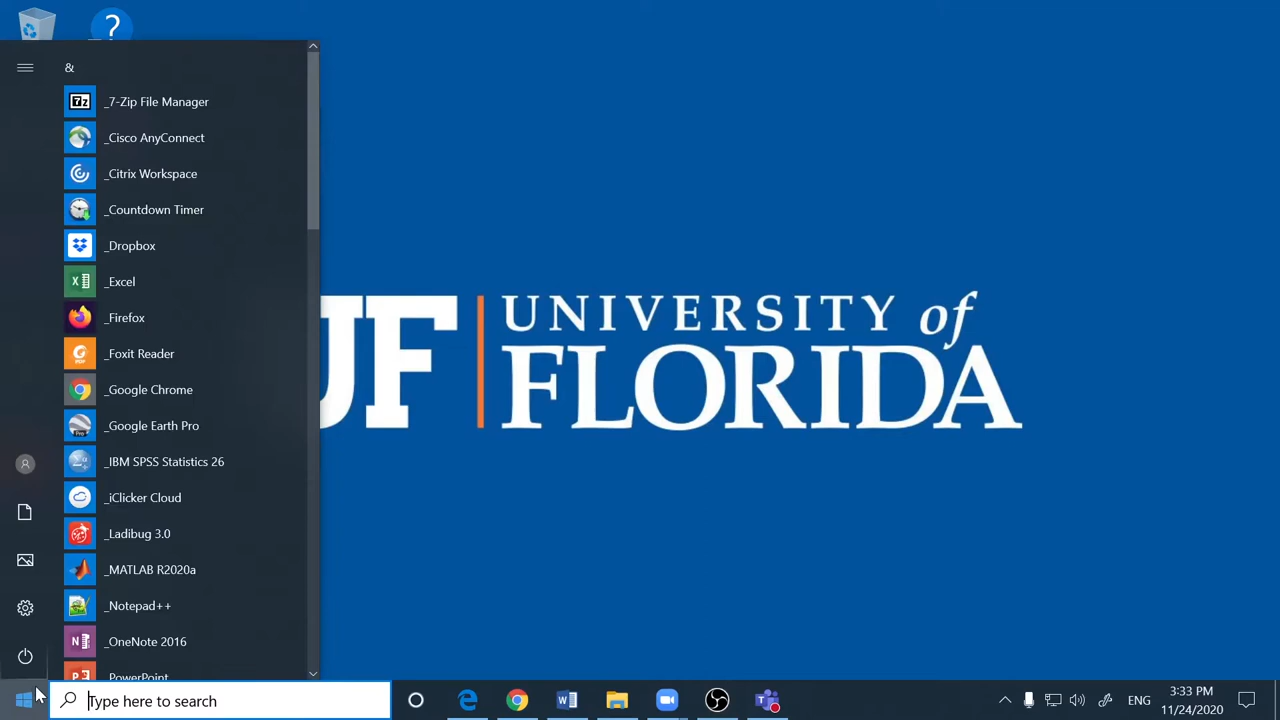 ?
&
_7-Zip File Manager
_Cisco AnyConnect
_Citrix Workspace
_Countdown Timer
_Dropbox
_Excel
_Firefox
_Foxit Reader
_Google Chrome
_Google Earth Pro
_IBM SPSS Statistics 26
_iClicker Cloud
_Ladibug 3.0
_MATLAB R2020a
_Notepad++
_OneNote 2016
_PowerPoint
UF
UNIVERSITY of
FLORIDA
Type here to search
ENG
3:33 PM
11/24/2020